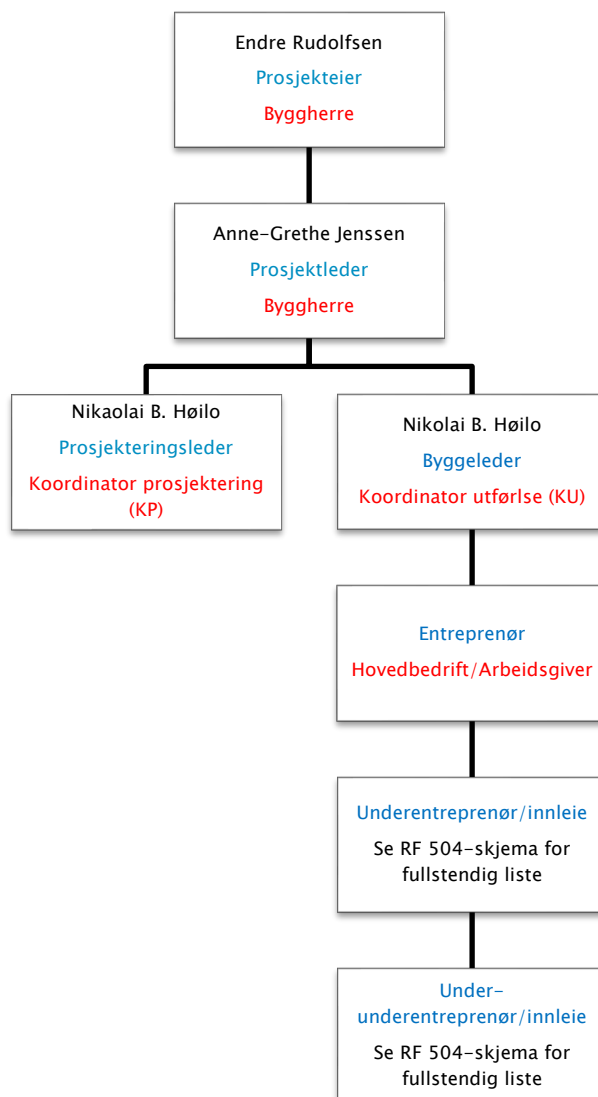 Endre Rudolfsen
Prosjekteier
Byggherre
Anne-Grethe Jenssen
Prosjektleder
Byggherre
Nikaolai B. Høilo
Prosjekteringsleder
Koordinator prosjektering
(KP)
Nikolai B. Høilo
Byggeleder
Koordinator utførlse (KU)
Entreprenør
Hovedbedrift/Arbeidsgiver
Underentreprenør/innleie
Se RF 504-skjema for
fullstendig liste
Under-
underentreprenør/innleie
Se RF 504-skjema for
fullstendig liste